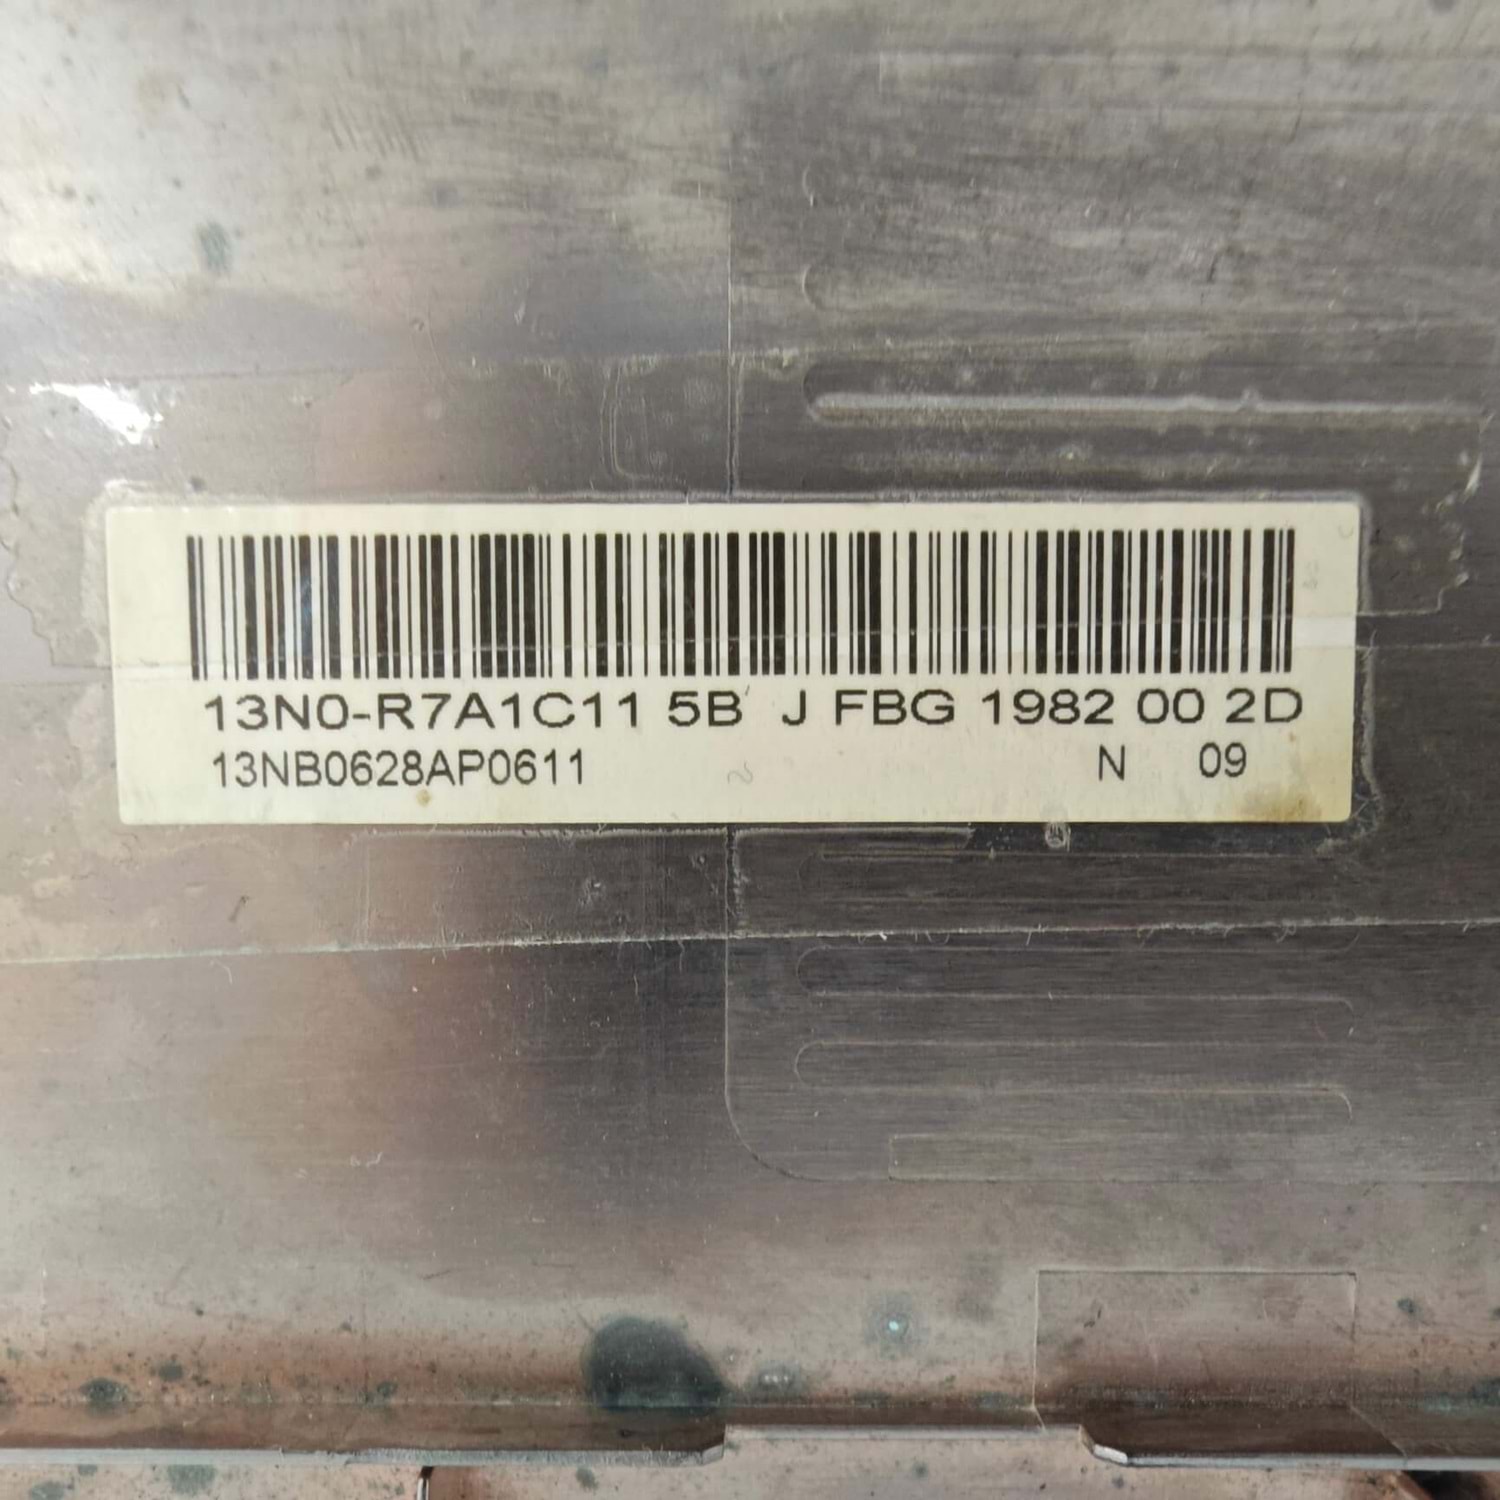 13N0-R7A1C11 5B J FBG 1982 00 2D
13NB0628AP0611 N 09